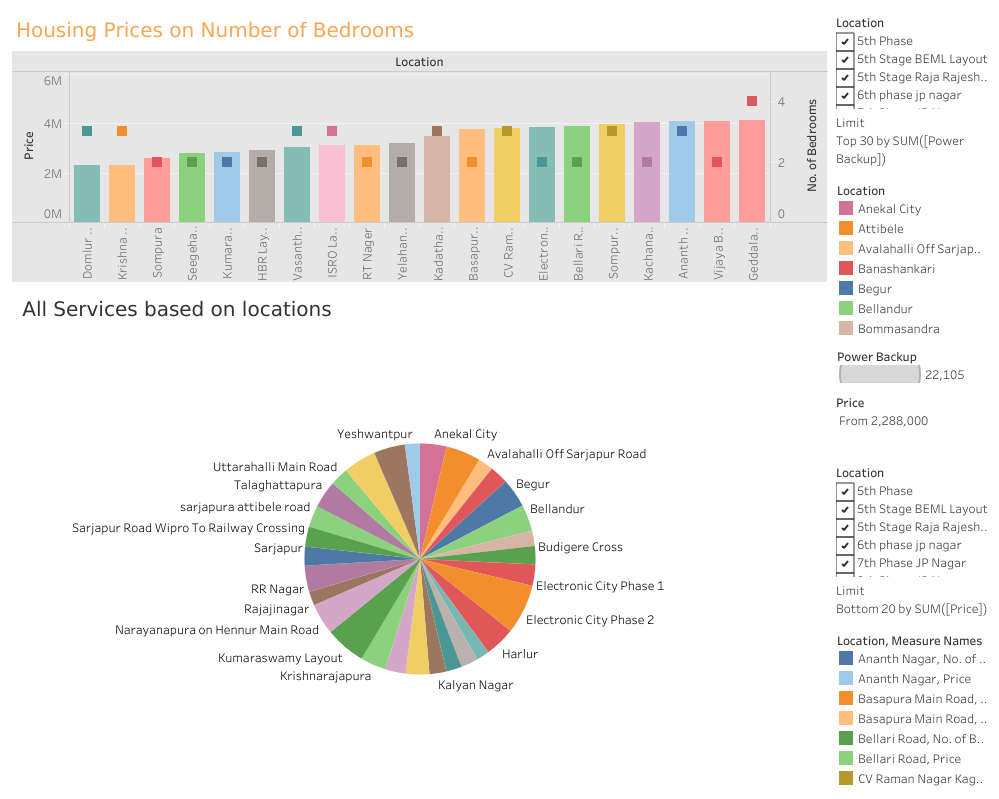 Housing Prices on Number of Bedrooms
Location
6M
4M
2M
0M
Price
4
2
0
No. of Bedrooms
Domlur ..
Krishna ..
Sompura
Seegeha..
Kumara..
HBR Lay..
Vasanth..
ISRO La..
RT Nager
Yelahan..
Kadatha..
Basapur..
CV Ram..
Electron..
Bellari R..
Sompur..
Kachana..
Ananth ..
Vijaya B..
Geddala..
All Services based on locations
Yeshwantpur
Anekal City
Avalahalli Off Sarjapur Road
Uttarahalli Main Road
Talaghattapura
Begur
sarjapura attibele road
Bellandur
Sarjapur Road Wipro To Railway Crossing
Sarjapur
Budigere Cross
RR Nagar
Electronic City Phase 1
Rajajinagar
Electronic City Phase 2
Narayanapura on Hennur Main Road
Harlur
Kumaraswamy Layout
Krishnarajapura
Kalyan Nagar
Location
5th Phase
5th Stage BEML Layout
5th Stage Raja Rajesh..
6th phase jp nagar
Limit
Top 30 by SUM([Power
Backup])
Location
Anekal City
Attibele
Avalahalli Off Sarjap..
Banashankari
Begur
Bellandur
Bommasandra
Power Backup
22,105
Price
From 2,288,000
Location
5th Phase
5th Stage BEML Layout
5th Stage Raja Rajesh..
6th phase jp nagar
7th Phase JP Nagar
Limit
Bottom 20 by SUM([Price])
Location, Measure Names
Ananth Nagar, No. of ..
Ananth Nagar, Price
Basapura Main Road, ..
Basapura Main Road, ..
Bellari Road, No. of B..
Bellari Road, Price
CV Raman Nagar Kag..